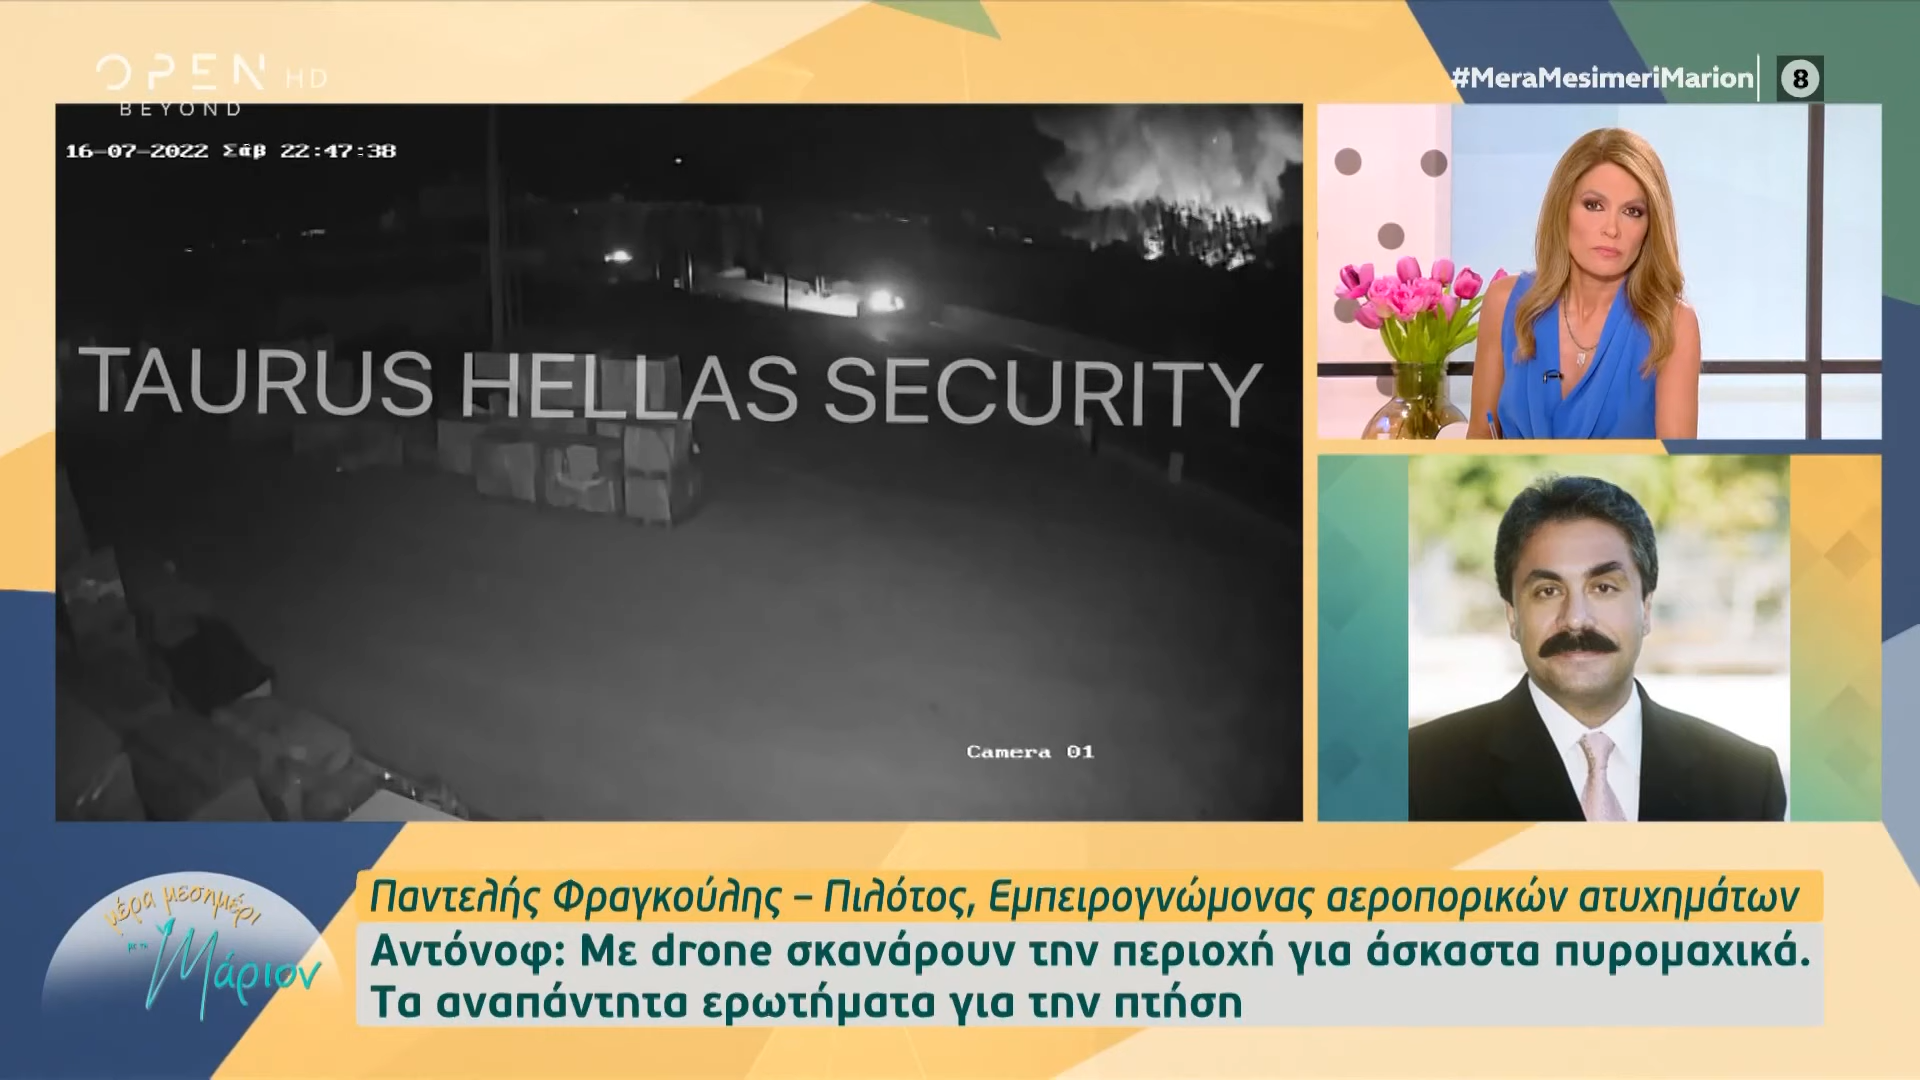 OPEN HD
BEYOND
#MeraMesimeriMarion
8
16-07-2022 Σάβ 22:47:38
TAURUS HELLAS SECURITY
Camera 01
μέρα μεσημέρι
με τη
Μάριον
Παντελής Φραγκούλης – Πιλότος, Εμπειρογνώμονας αεροπορικών ατυχημάτων
Αντόνοφ: Με drone σκανάρουν την περιοχή για άσκαστα πυρομαχικά.
Τα αναπάντητα ερωτήματα για την πτήση